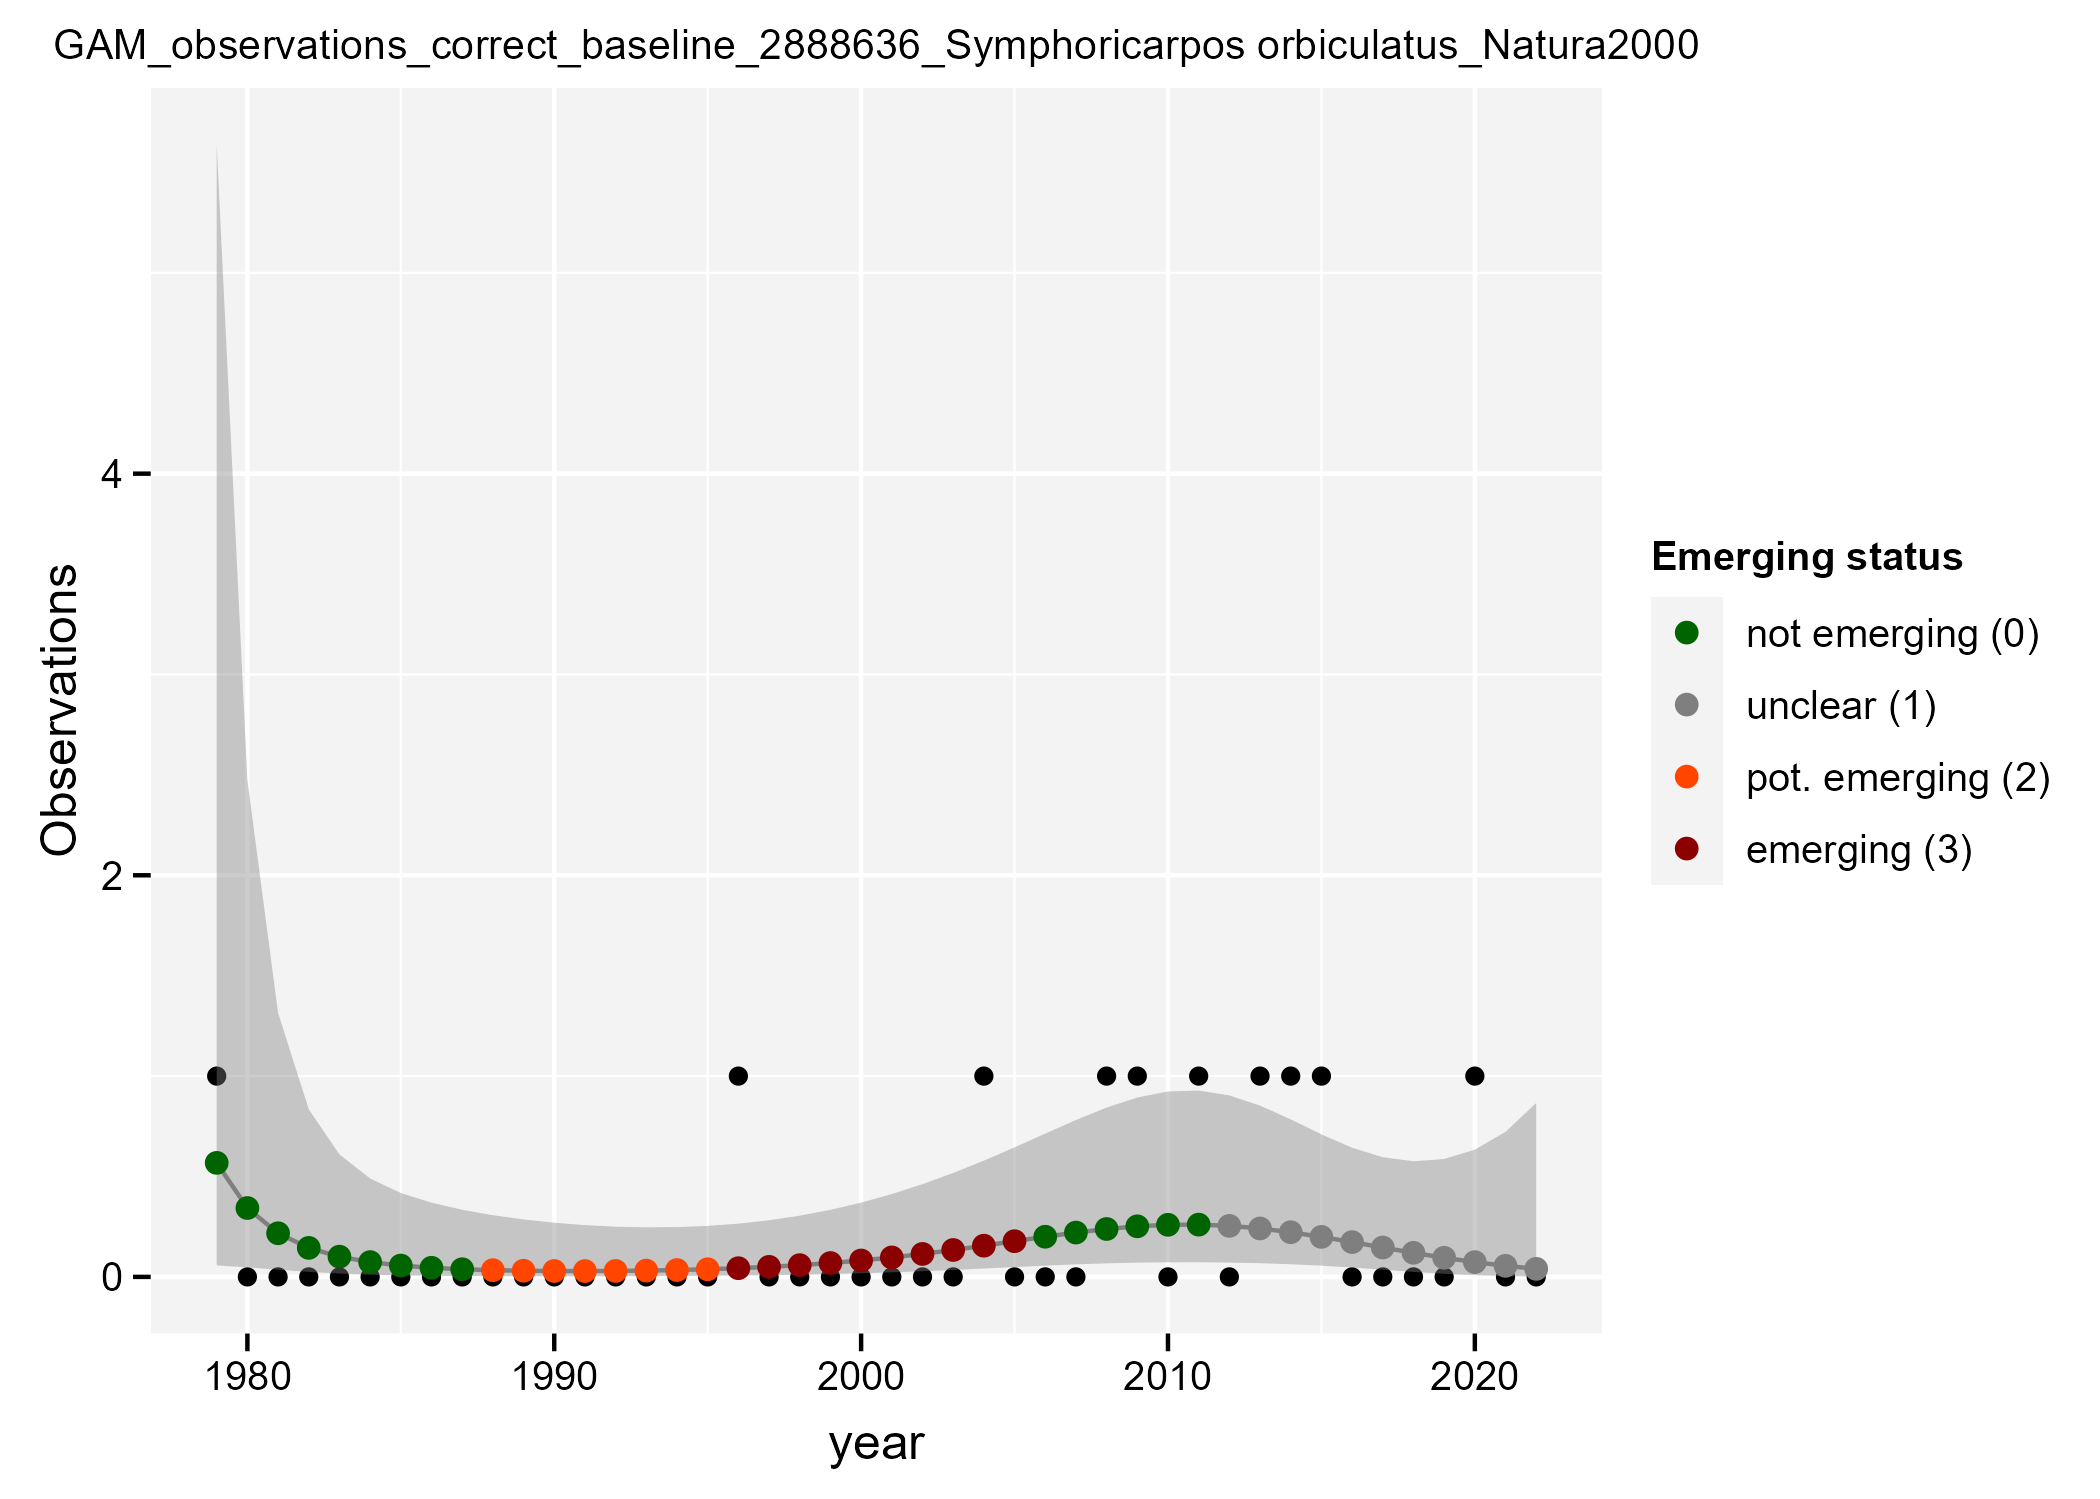 GAM_observations_correct_baseline_2888636_Symphoricarpos orbiculatus_Natura2000
Observations
4
2
0
1980
1990
2000
2010
2020
year
Emerging status
not emerging (0)
unclear (1)
pot. emerging (2)
emerging (3)